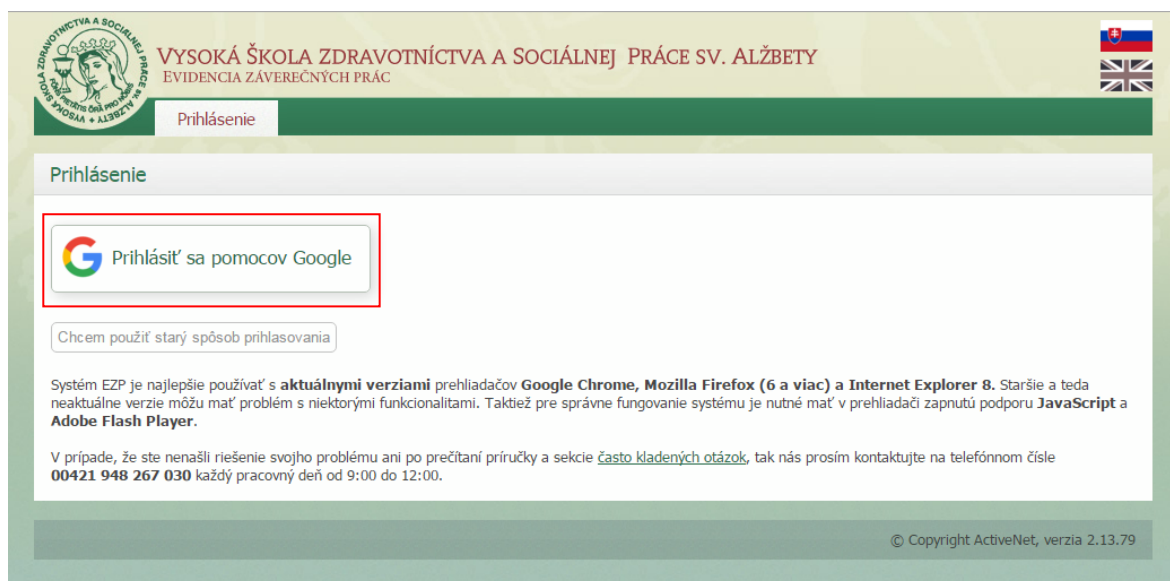 VYSOKÁ ŠKOLA ZDRAVOTNÍCTVA A SOCIÁLNEJ PRÁCE SV. ALŽBETY
EVIDENCIA ZÁVEREČNÝCH PRÁC
Prihlásenie
Prihlásenie
Prihlásiť sa pomocov Google
Chcem použiť starý spôsob prihlasovania
Systém EZP je najlepšie používať s aktuálnymi verziami prehliadačov Google Chrome, Mozilla Firefox (6 a viac) a Internet Explorer 8. Staršie a teda
neaktuálne verzie môžu mať problém s niektorými funkcionalitami. Taktiež pre správne fungovanie systému je nutné mať v prehliadači zapnutú podporu JavaScript a
Adobe Flash Player.
V prípade, že ste nenašli riešenie svojho problému ani po prečítaní príručky a sekcie často kladených otázok, tak nás prosím kontaktujte na telefónnom čísle
00421 948 267 030 každý pracovný deň od 9:00 do 12:00.
© Copyright ActiveNet, verzia 2.13.79